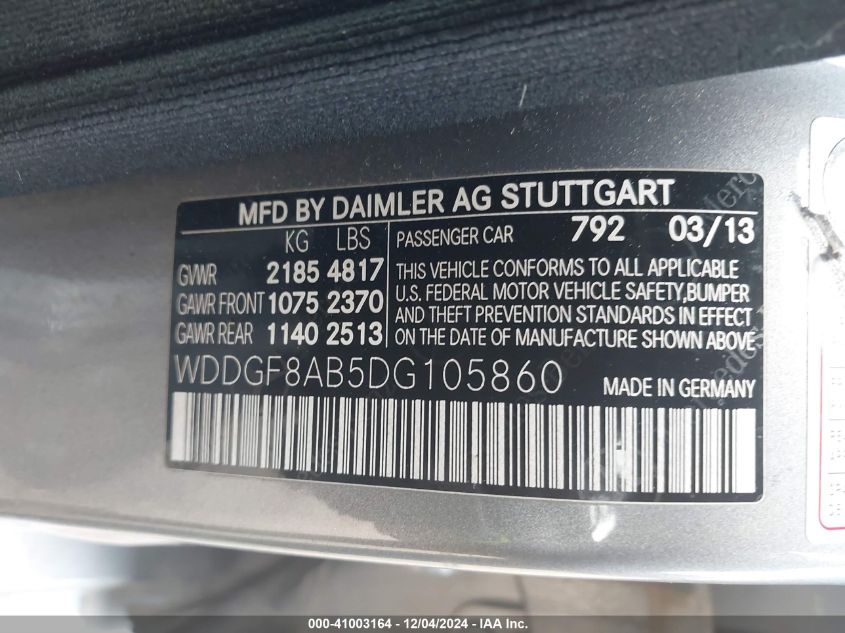 MFD BY DAIMLER AG STUTTGART
KG LBS
GVWR 2185 4817
GAWR FRONT 1075 2370
GAWR REAR 1140 2513
PASSENGER CAR 792 03/13
THIS VEHICLE CONFORMS TO ALL APPLICABLE
U.S. FEDERAL MOTOR VEHICLE SAFETY,BUMPER
AND THEFT PREVENTION STANDARDS IN EFFECT
ON THE DATE OF MANUFACTURE SHOWN ABOVE
WDDGF8AB5DG105860
MADE IN GERMANY
000-41003164 - 12/04/2024 - IAA Inc.